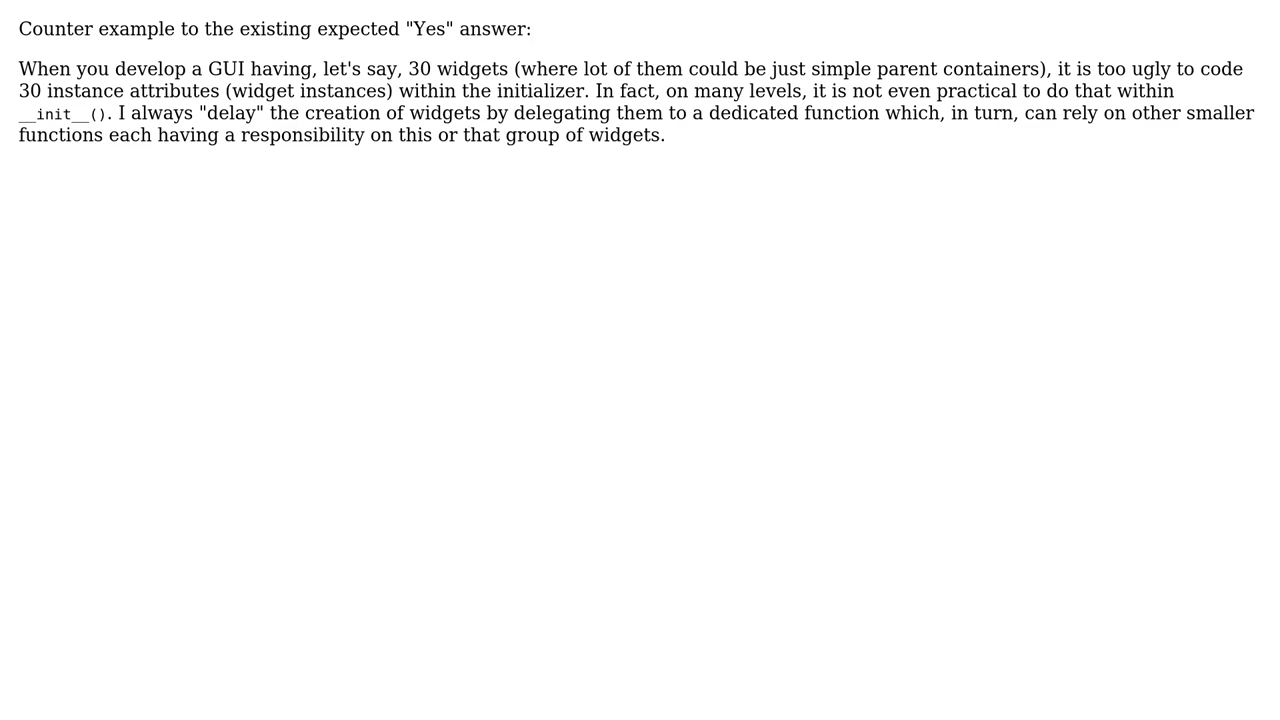 Counter example to the existing expected "Yes" answer:
When you develop a GUI having, let's say, 30 widgets (where lot of them could be just simple parent containers), it is too ugly to code
30 instance attributes (widget instances) within the initializer. In fact, on many levels, it is not even practical to do that within
__init__(). I always "delay" the creation of widgets by delegating them to a dedicated function which, in turn, can rely on other smaller
functions each having a responsibility on this or that group of widgets.